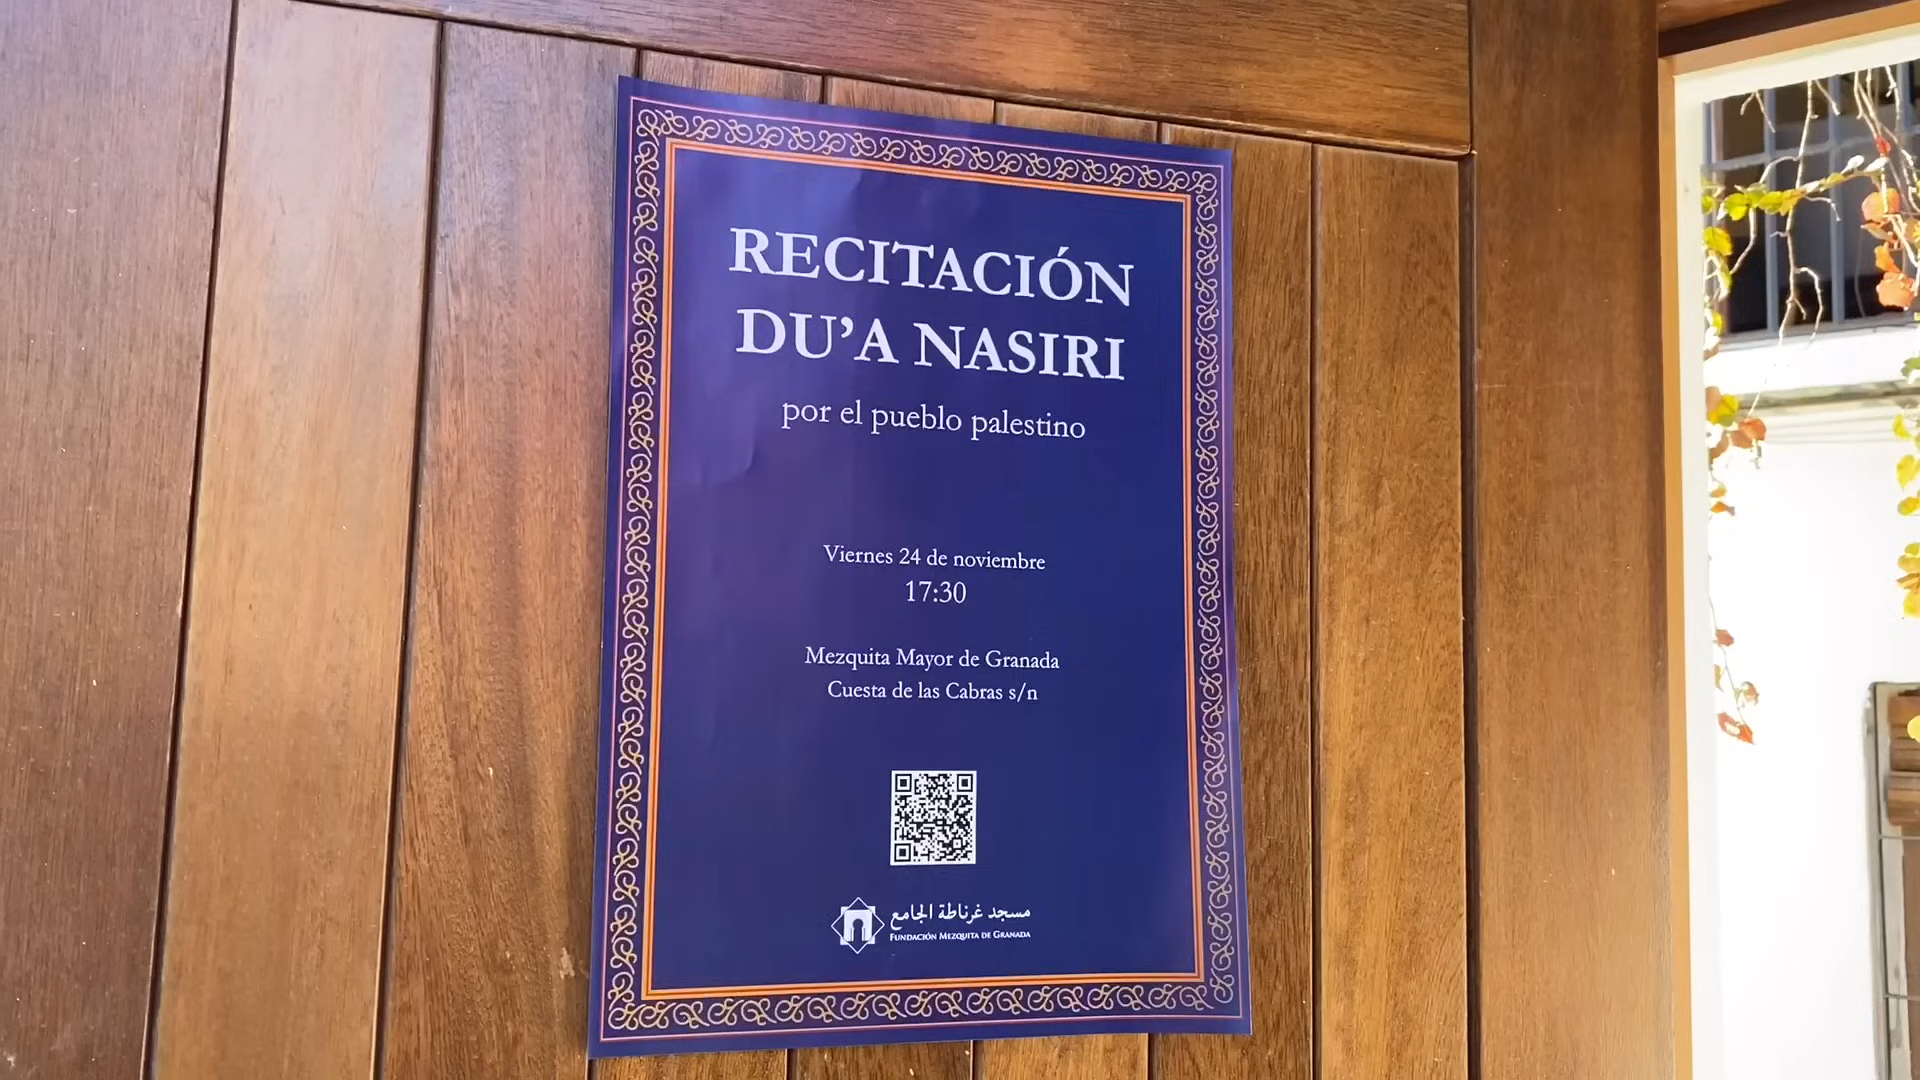 RECITACIÓN
DU'A NASIRI
por el pueblo palestino
Viernes 24 de noviembre
17:30
Mezquita Mayor de Granada
Cuesta de las Cabras s/n
مسجد غرناطة الجامع
FUNDACIÓN MEZQUITA DE GRANADA